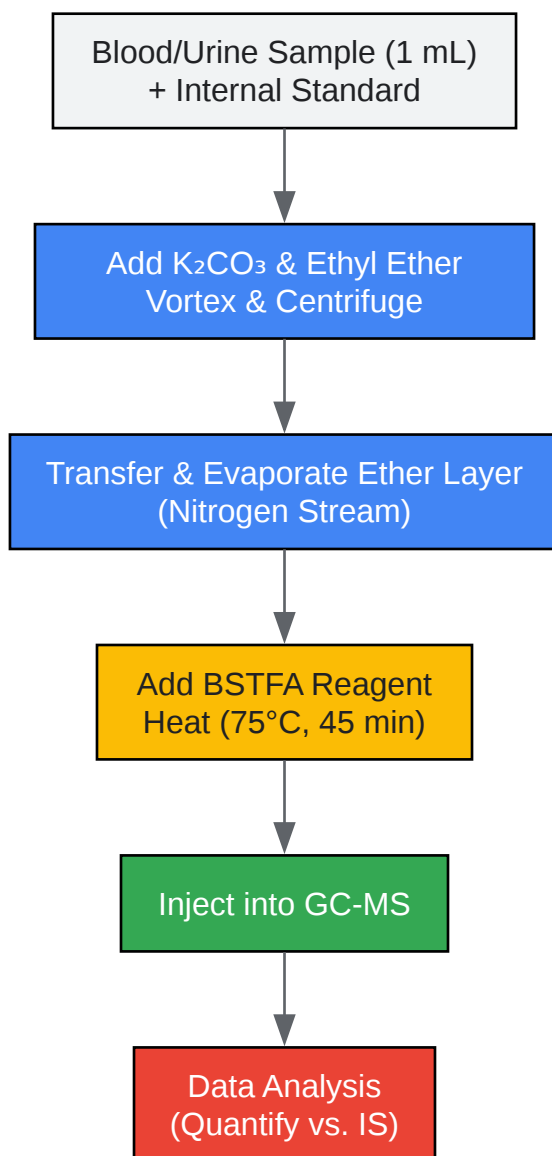 Blood/Urine Sample (1 mL)
+ Internal Standard
Add K₂CO₃ & Ethyl Ether
Vortex & Centrifuge
Transfer & Evaporate Ether Layer
(Nitrogen Stream)
Add BSTFA Reagent
Heat (75°C, 45 min)
Inject into GC-MS
Data Analysis
(Quantify vs. IS)